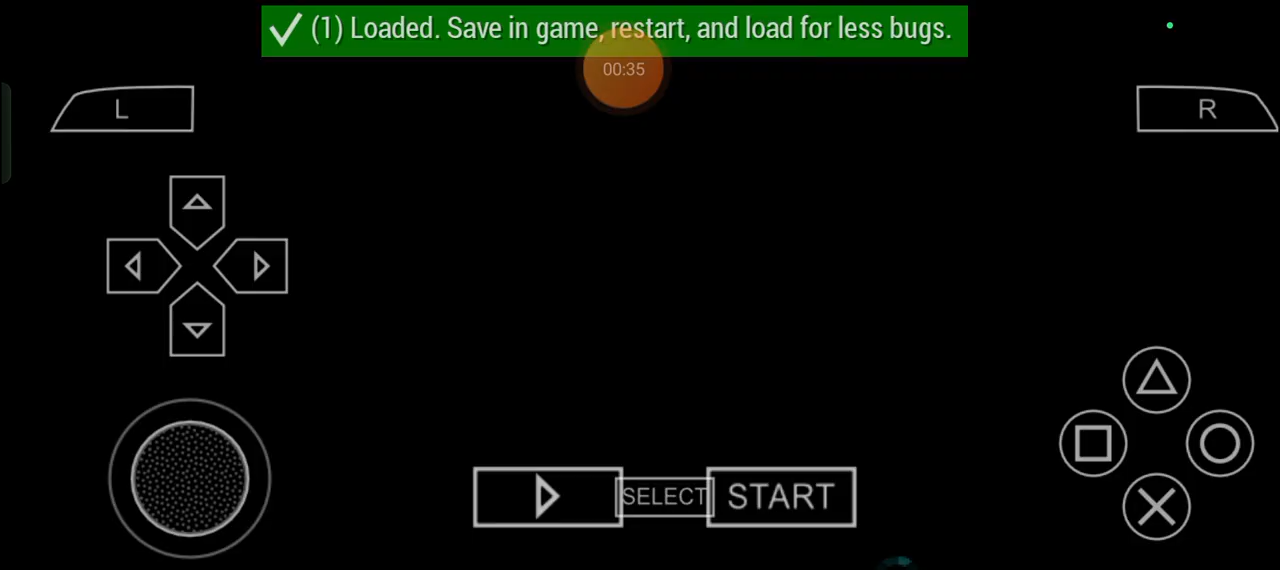 (1) Loaded. Save in game, restart, and load for less bugs.
00:35
L
R
SELECT
START